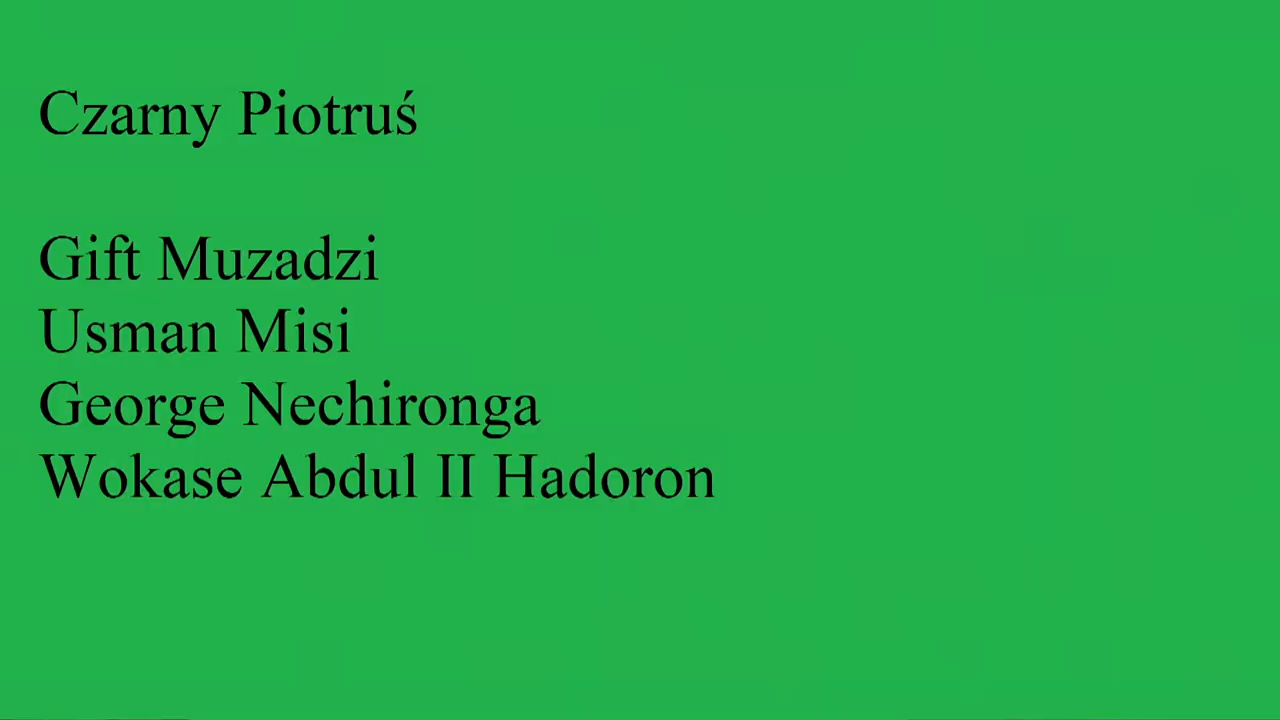 Czarny Piotruś
Gift Muzadzi
Usman Misi
George Nechironga
Wokase Abdul II Hadoron